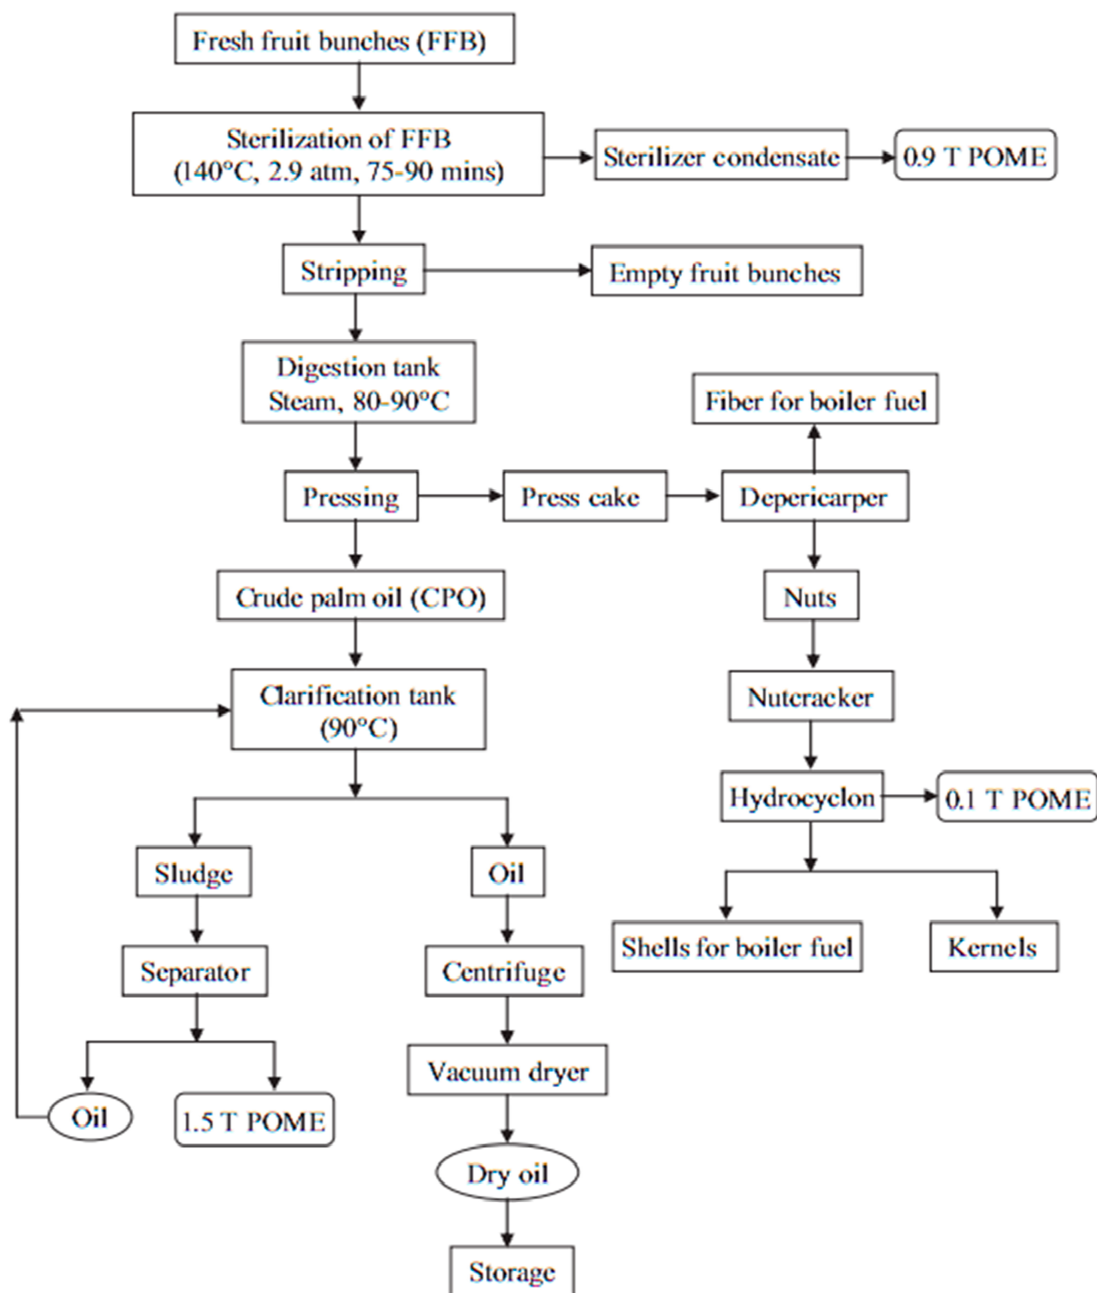 Fresh fruit bunches (FFB)
Sterilization of FFB
(140°C, 2.9 atm, 75-90 mins)
Sterilizer condensate
0.9 T POME
Stripping
Empty fruit bunches
Digestion tank
Steam, 80-90°C
Fiber for boiler fuel
Pressing
Press cake
Depericarper
Crude palm oil (CPO)
Nuts
Clarification tank
(90°C)
Nutcracker
Hydrocyclon
0.1 T POME
Sludge
Oil
Shells for boiler fuel
Kernels
Separator
Centrifuge
Vacuum dryer
Oil
1.5 T POME
Dry oil
Storage